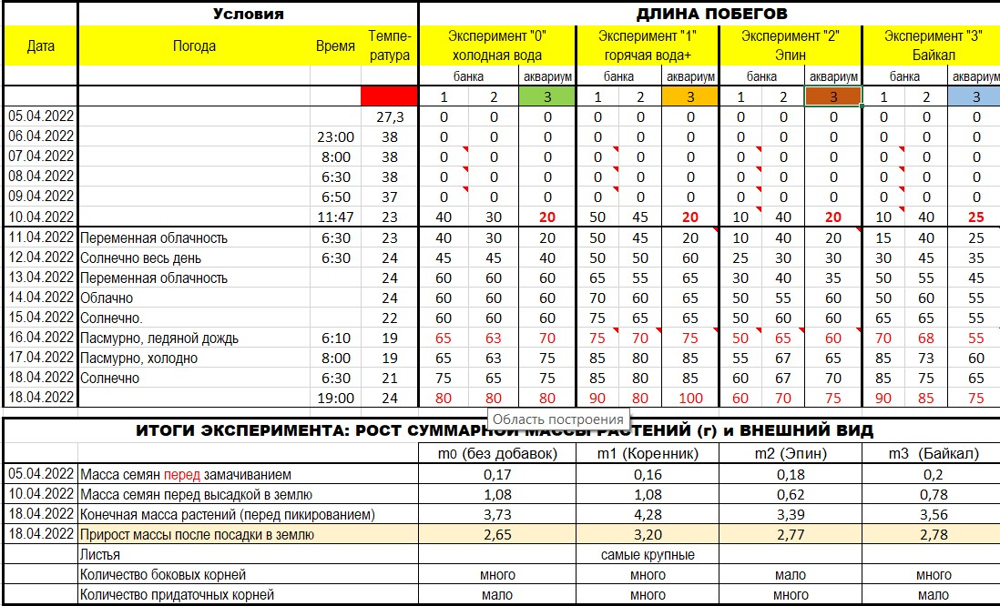 Условия ДЛИНА ПОБЕГОВ
Дата Погода Время Темпе- Эксперимент "0" Эксперимент "1" Эксперимент "2" Эксперимент "3"
ратура холодная вода горячая вода+ Эпин Байкал
банка аквариум банка аквариум банка аквариум банка аквариум
1 2 3 1 2 3 1 2 3 1 2 3
05.04.2022 27,3 0 0 0 0 0 0 0 0 0 0 0 0
06.04.2022 23:00 38 0 0 0 0 0 0 0 0 0 0 0 0
07.04.2022 8:00 38 0 0 0 0 0 0 0 0 0 0 0 0
08.04.2022 6:30 38 0 0 0 0 0 0 0 0 0 0 0 0
09.04.2022 6:50 37 0 0 0 0 0 0 0 0 0 0 0 0
10.04.2022 11:47 23 40 30 20 50 45 20 10 40 20 10 40 25
11.04.2022 Переменная облачность 6:30 23 40 30 20 50 45 20 10 40 20 15 40 25
12.04.2022 Солнечно весь день 6:30 24 45 45 40 50 50 60 25 30 30 30 45 35
13.04.2022 Переменная облачность 24 60 60 60 65 55 65 30 40 35 50 55 45
14.04.2022 Облачно 24 60 60 60 70 60 65 50 55 60 50 60 55
15.04.2022 Солнечно. 22 60 60 60 75 65 65 50 60 60 65 65 55
16.04.2022 Пасмурно, ледяной дождь 6:10 19 65 63 70 75 70 75 50 65 60 70 68 55
17.04.2022 Пасмурно, холодно 8:00 19 65 63 75 85 80 85 55 67 65 85 73 60
18.04.2022 Солнечно 6:30 21 75 65 75 85 80 85 60 67 70 85 75 65
18.04.2022 19:00 24 80 80 80 90 80 100 60 70 75 90 85 75
Область построения
ИТОГИ ЭКСПЕРИМЕНТА: РОСТ СУММАРНОЙ МАССЫ РАСТЕНИЙ (г) и ВНЕШНИЙ ВИД
m0 (без добавок) m1 (Коренник) m2 (Эпин) m3 (Байкал)
05.04.2022 Масса семян перед замачиванием 0,17 0,16 0,18 0,2
10.04.2022 Масса семян перед высадкой в землю 1,08 1,08 0,62 0,78
18.04.2022 Конечная масса растений (перед пикированием) 3,73 4,28 3,39 3,56
18.04.2022 Прирост массы после посадки в землю 2,65 3,20 2,77 2,78
Листья самые крупные
Количество боковых корней много много мало много
Количество придаточных корней мало много много мало